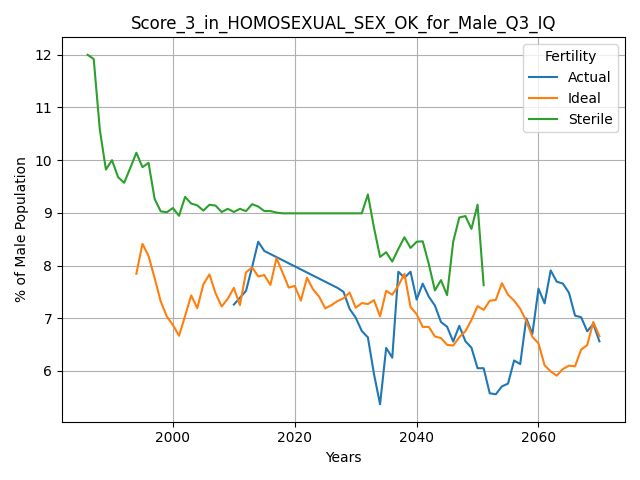 Score_3_in_HOMOSEXUAL_SEX_OK_for_Male_Q3_IQ
Fertility
Actual
Ideal
Sterile
% of Male Population
12
11
10
9
8
7
6
2000
2020
2040
2060
Years